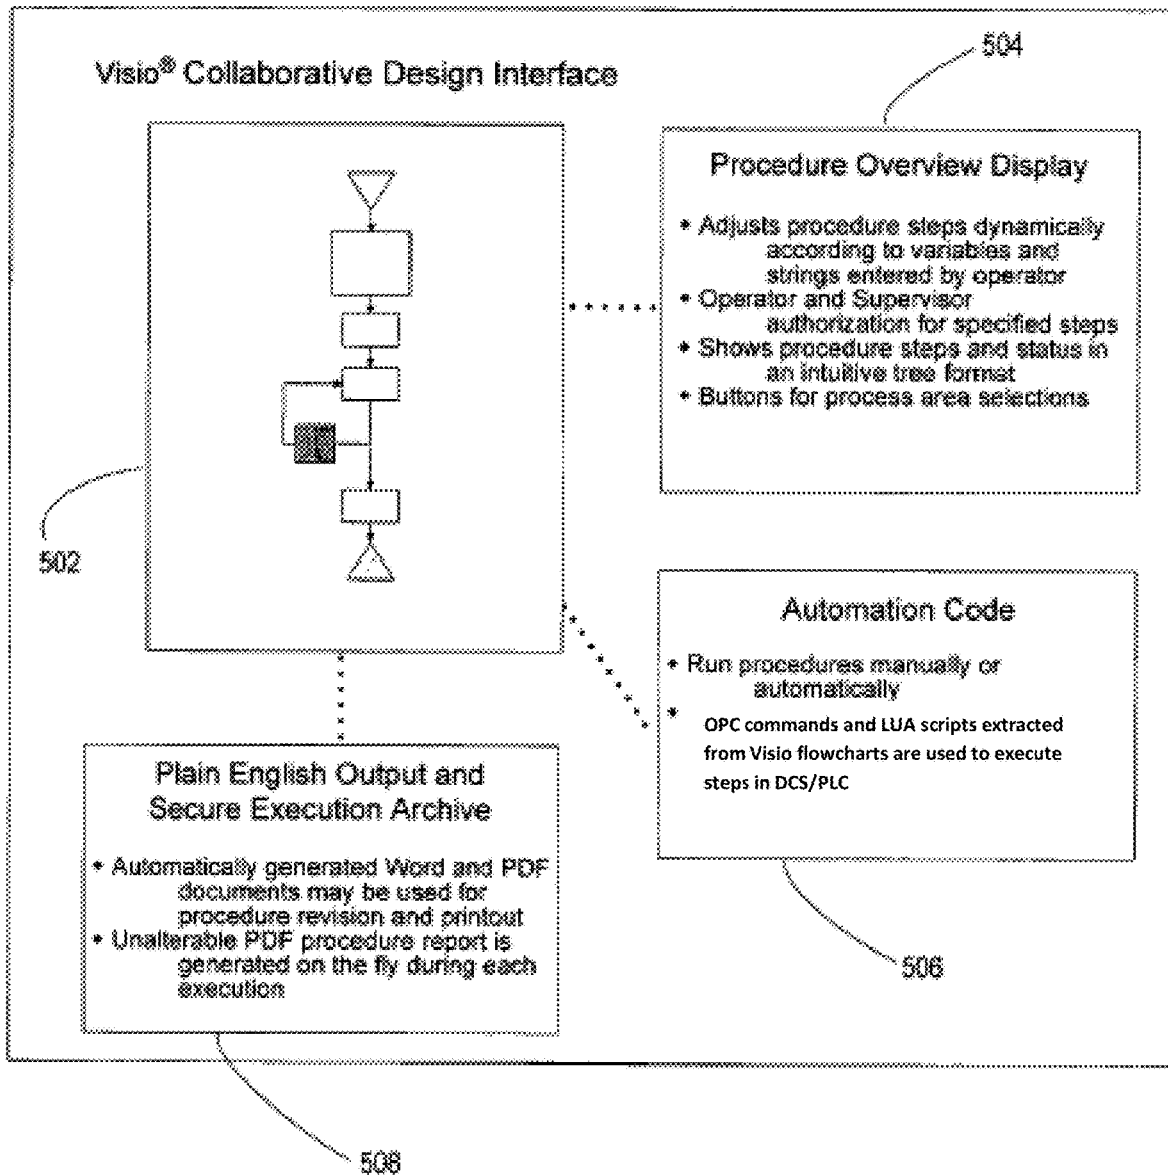 504
Visio® Collaborative Design Interface
Procedure Overview Display
• Adjusts procedure steps dynamically
according to variables and
strings entered by operator
• Operator and Supervisor
authorization for specified steps
• Shows procedure steps and status in
an intuitive tree format
• Buttons for process area selections
502
Automation Code
• Run procedures manually or
automatically
•
OPC commands and LUA scripts extracted
from Visio flowcharts are used to execute
steps in DCS/PLC
506
Plain English Output and
Secure Execution Archive
• Automatically generated Word and PDF
documents may be used for
procedure revision and printout
• Unalterable PDF procedure report is
generated on the fly during each
execution
508